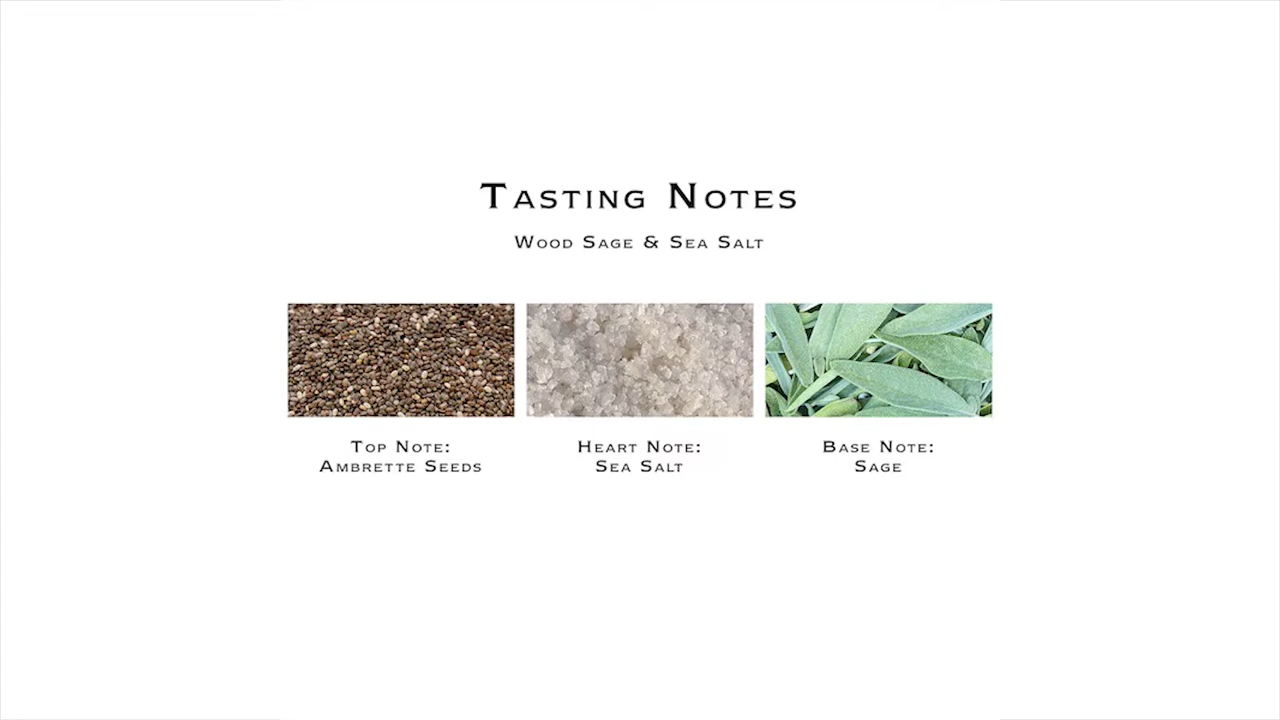 Tasting Notes
Wood Sage & Sea Salt
Top Note:
Ambrette Seeds
Heart Note:
Sea Salt
Base Note:
Sage